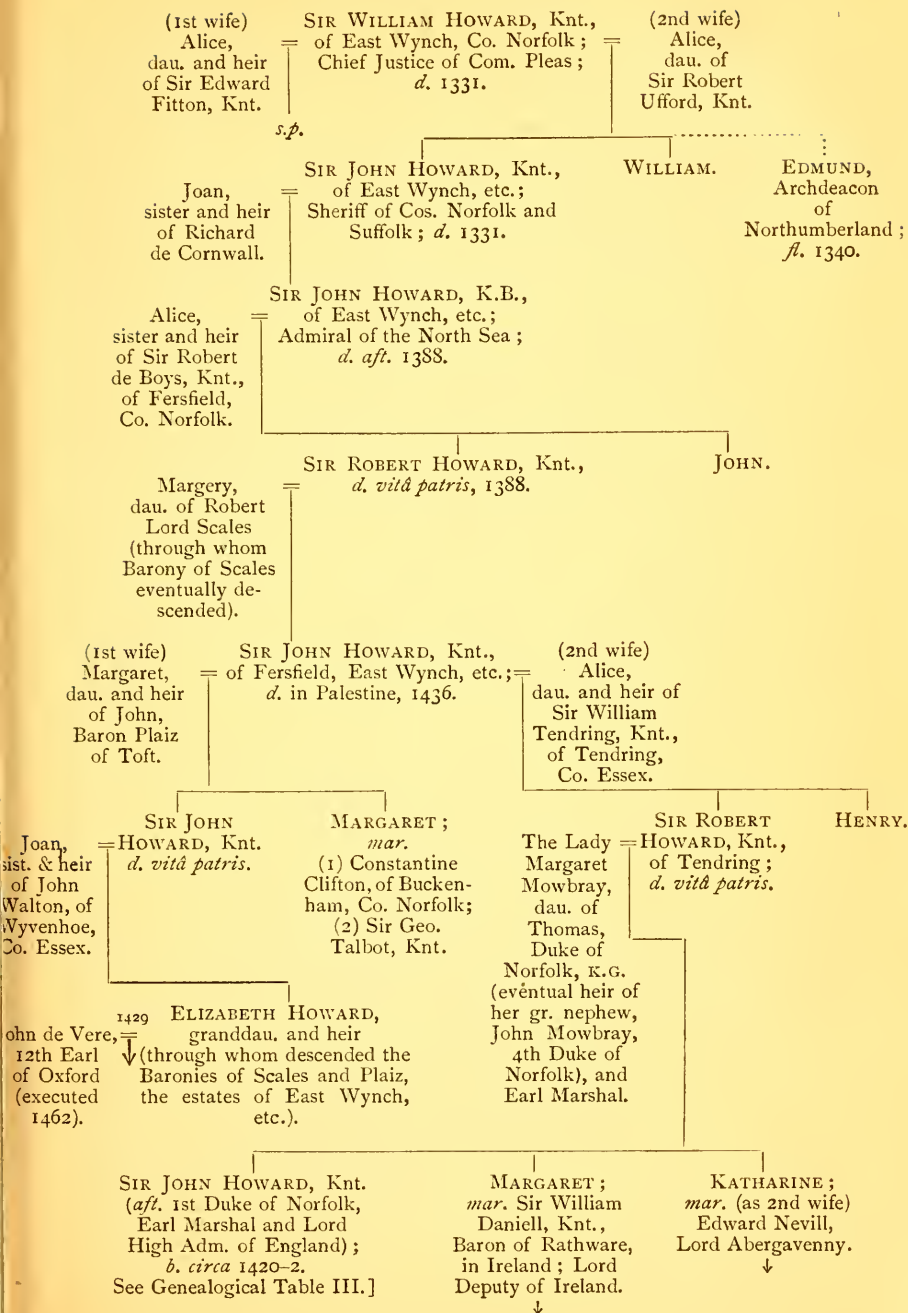 (1st wife)
Alice,
dau. and heir
of Sir Edward
Fitton, Knt.
=
SIR WILLIAM HOWARD, Knt.,
of East Wynch, Co. Norfolk ;
Chief Justice of Com. Pleas ;
d. 1331.
=
(2nd wife)
Alice,
dau. of
Sir Robert
Ufford, Knt.
s.p.
Joan,
sister and heir
of Richard
de Cornwall.
=
SIR JOHN HOWARD, Knt.,
of East Wynch, etc.;
Sheriff of Cos. Norfolk and
Suffolk ; d. 1331.
WILLIAM.
EDMUND,
Archdeacon
of
Northumberland ;
fl. 1340.
Alice,
sister and heir
of Sir Robert
de Boys, Knt.,
of Fersfield,
Co. Norfolk.
=
SIR JOHN HOWARD, K.B.,
of East Wynch, etc.;
Admiral of the North Sea ;
d. aft. 1388.
Margery,
dau. of Robert
Lord Scales
(through whom
Barony of Scales
eventually de-
scended).
=
SIR ROBERT HOWARD, Knt.,
d. vitâ patris, 1388.
JOHN.
(1st wife)
Margaret,
dau. and heir
of John,
Baron Plaiz
of Toft.
=
SIR JOHN HOWARD, Knt.,
of Fersfield, East Wynch, etc.;
d. in Palestine, 1436.
=
(2nd wife)
Alice,
dau. and heir of
Sir William
Tendring, Knt.,
of Tendring,
Co. Essex.
Joan,
sist. & heir
of John
Walton, of
Wyvenhoe,
Co. Essex.
=
SIR JOHN
HOWARD, Knt.
d. vitâ patris.
MARGARET ;
mar.
(1) Constantine
Clifton, of Bucken-
ham, Co. Norfolk;
(2) Sir Geo.
Talbot, Knt.
The Lady
Margaret
Mowbray,
dau. of
Thomas,
Duke of
Norfolk, K.G.
(eventual heir of
her gr. nephew,
John Mowbray,
4th Duke of
Norfolk), and
Earl Marshal.
=
SIR ROBERT
HOWARD, Knt.,
of Tendring ;
d. vitâ patris.
HENRY.
ohn de Vere,
12th Earl
of Oxford
(executed
1462).
1429
=
ELIZABETH HOWARD,
granddau. and heir
(through whom descended the
Baronies of Scales and Plaiz,
the estates of East Wynch,
etc.).
SIR JOHN HOWARD, Knt.
(aft. 1st Duke of Norfolk,
Earl Marshal and Lord
High Adm. of England) ;
b. circa 1420-2.
See Genealogical Table III.]
MARGARET ;
mar. Sir William
Daniell, Knt.,
Baron of Rathware,
in Ireland ; Lord
Deputy of Ireland.
KATHARINE ;
mar. (as 2nd wife)
Edward Nevill,
Lord Abergavenny.